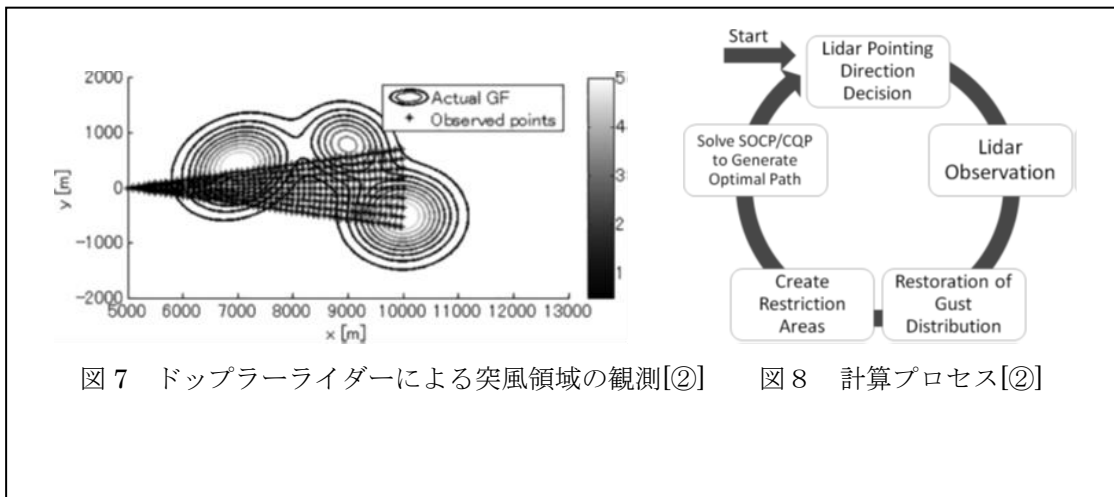 2000
1000
0
-1000
-2000
y [m]
5000 6000 7000 8000 9000 10000 11000 12000 13000
x [m]
Actual GF
Observed points
5
4
3
2
1
Start
Lidar Pointing
Direction
Decision
Lidar
Observation
Restoration of
Gust
Distribution
Create
Restriction
Areas
Solve SOCP/CQP
to Generate
Optimal Path
図 7 ドップラーライダーによる突風領域の観測[②]
図 8 計算プロセス[②]